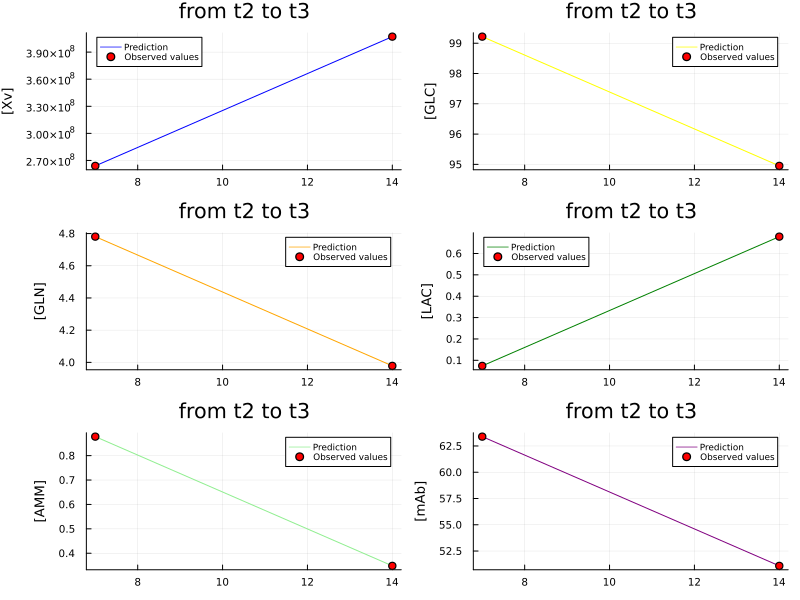 from t2 to t3
[Xv]
3.90×10⁸
3.60×10⁸
3.30×10⁸
3.00×10⁸
2.70×10⁸
Prediction
Observed values
8 10 12 14
from t2 to t3
[GLC]
99
98
97
96
95
Prediction
Observed values
8 10 12 14
from t2 to t3
[GLN]
4.8
4.6
4.4
4.2
4.0
Prediction
Observed values
8 10 12 14
from t2 to t3
[LAC]
0.6
0.5
0.4
0.3
0.2
0.1
Prediction
Observed values
8 10 12 14
from t2 to t3
[AMM]
0.8
0.7
0.6
0.5
0.4
Prediction
Observed values
8 10 12 14
from t2 to t3
[mAb]
62.5
60.0
57.5
55.0
52.5
Prediction
Observed values
8 10 12 14